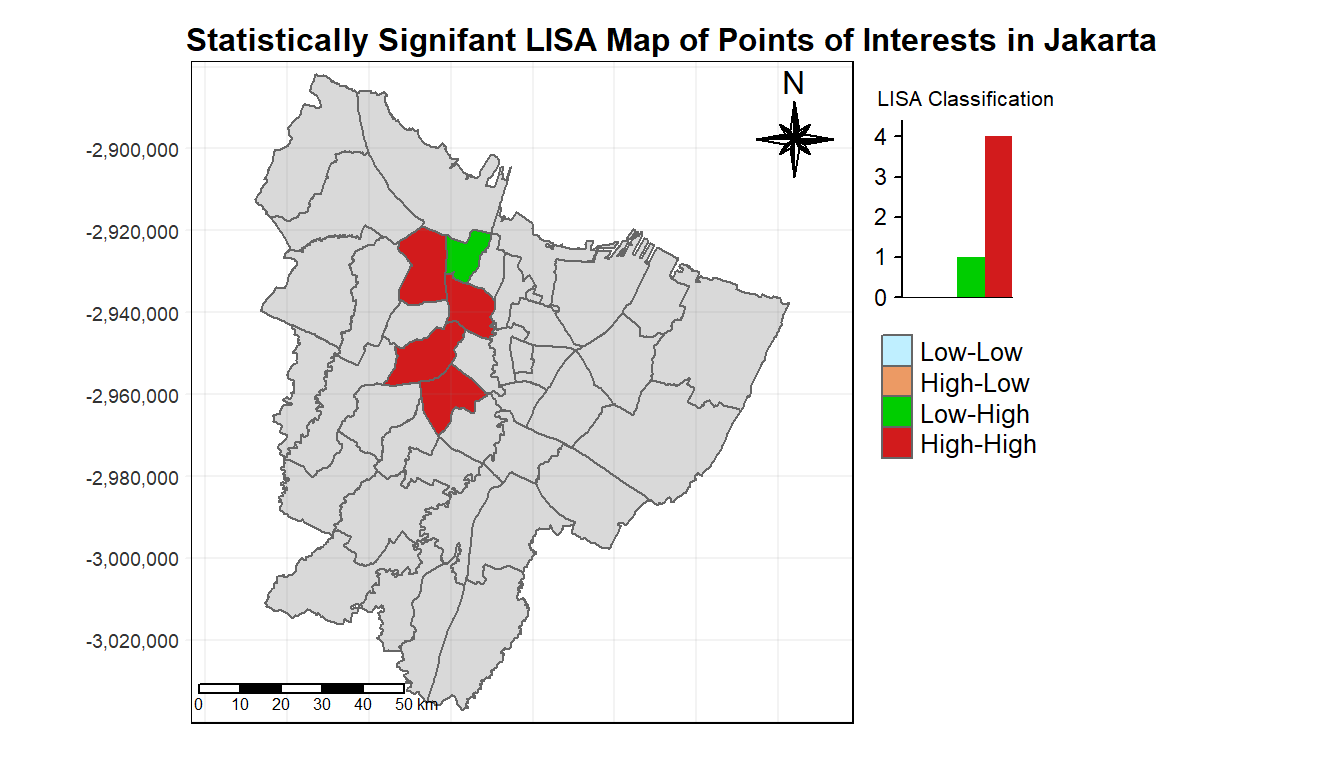 Statistically Signifant LISA Map of Points of Interests in Jakarta
N
-2,900,000
-2,920,000
-2,940,000
-2,960,000
-2,980,000
-3,000,000
-3,020,000
0 10 20 30 40 50 km
LISA Classification
4
3
2
1
0
Low-Low
High-Low
Low-High
High-High